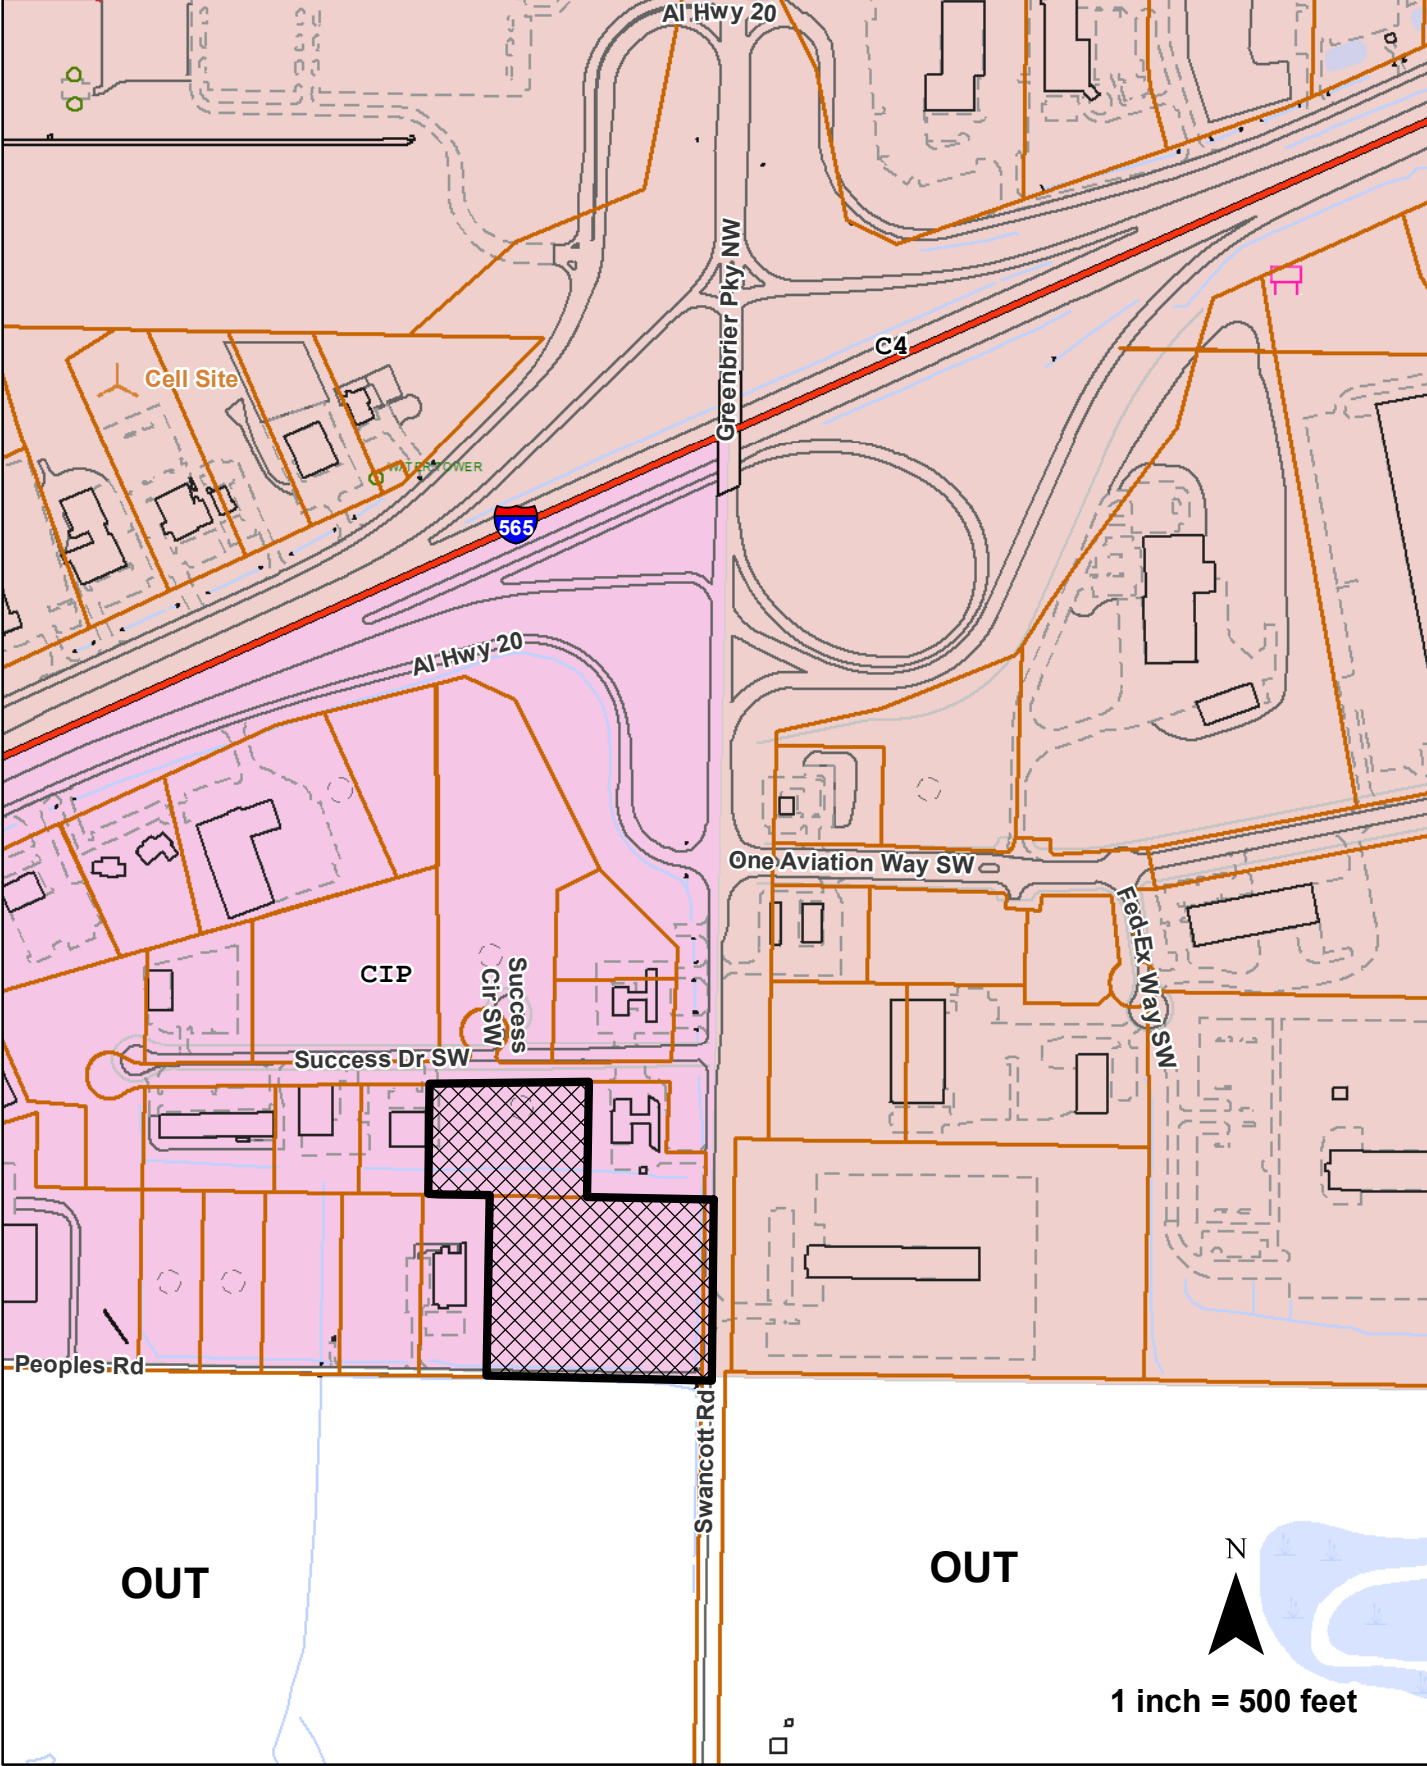 Al Hwy 20
Greenbrier Pky NW
C4
Cell Site
WATER TOWER
565
Al Hwy 20
One Aviation Way SW
Fed-Ex Way SW
CIP
Success
Cir SW
Success Dr SW
Peoples Rd
Swancott Rd
OUT
OUT
N
1 inch = 500 feet